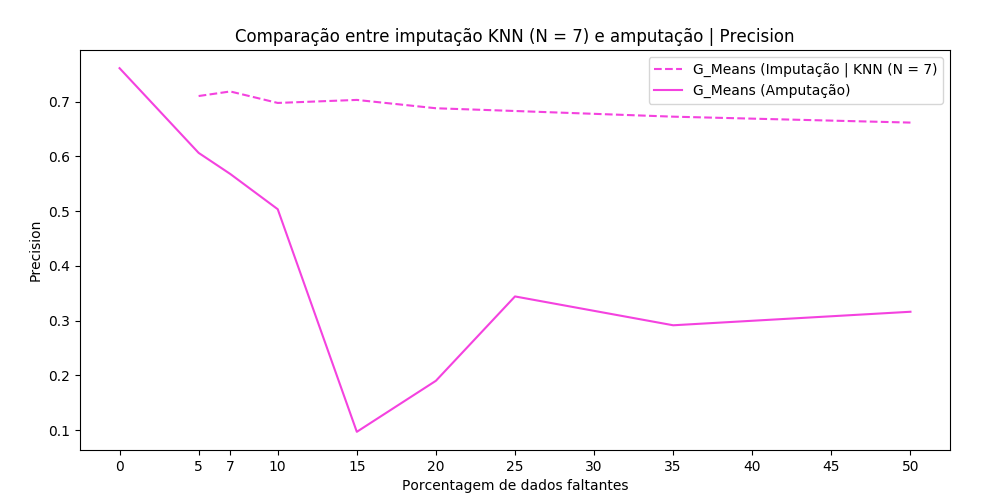 Comparação entre imputação KNN (N = 7) e amputação | Precision
G_Means (Imputação | KNN (N = 7)
G_Means (Amputação)
Precision
0.7
0.6
0.5
0.4
0.3
0.2
0.1
0 5 7 10 15 20 25 30 35 40 45 50
Porcentagem de dados faltantes